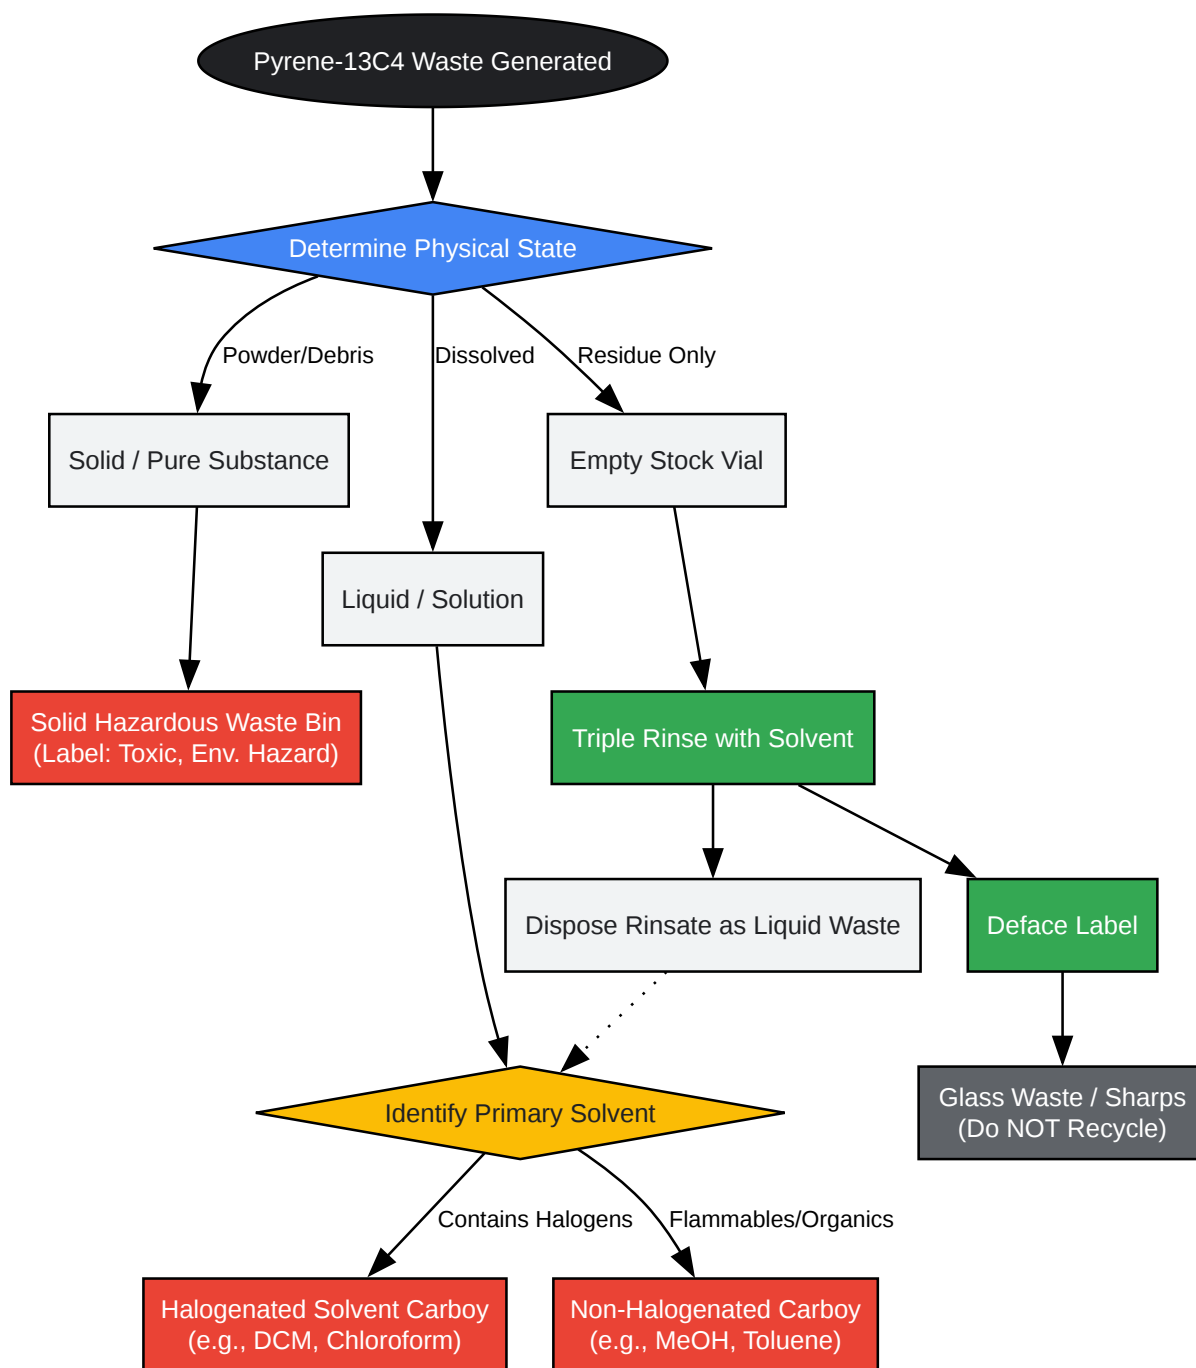 Pyrene-13C4 Waste Generated
Determine Physical State
Powder/Debris
Dissolved
Residue Only
Solid / Pure Substance
Empty Stock Vial
Liquid / Solution
Solid Hazardous Waste Bin
(Label: Toxic, Env. Hazard)
Triple Rinse with Solvent
Dispose Rinsate as Liquid Waste
Deface Label
Identify Primary Solvent
Glass Waste / Sharps
(Do NOT Recycle)
Contains Halogens
Flammables/Organics
Halogenated Solvent Carboy
(e.g., DCM, Chloroform)
Non-Halogenated Carboy
(e.g., MeOH, Toluene)